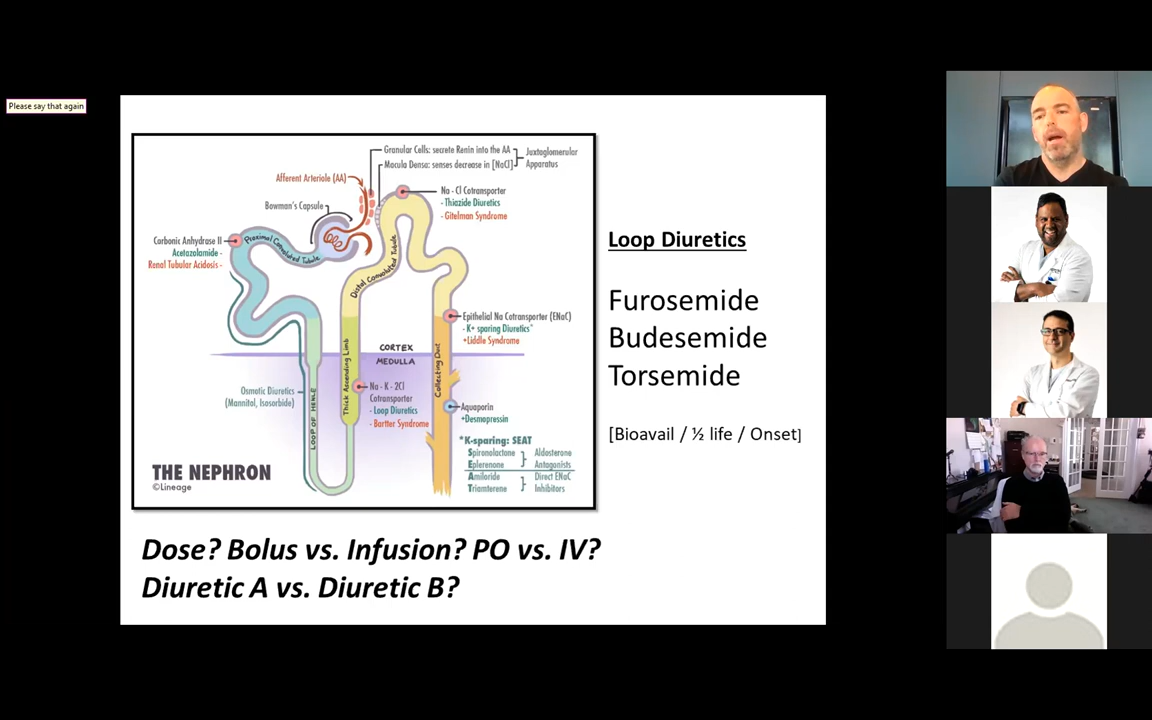 Please say that again
Granular Cells: secrete Renin into the AA
Macula Densa: senses decrease in [NaCl]
Juxtaglomerular
Apparatus
Afferent Arteriole (AA)
Bowman's Capsule
Na - Cl Cotransporter
- Thiazide Diuretics
- Gitelman Syndrome
Carbonic Anhydrase II
Acetazolamide -
Renal Tubular Acidosis -
Proximal Convoluted Tubule
Distal Convoluted Tubule
Epithelial Na Cotransporter (ENaC)
- K+ sparing Diuretics*
+Liddle Syndrome
CORTEX
MEDULLA
Osmotic Diuretics
(Mannitol, Isosorbide)
LOOP OF HENLE
Thick Ascending Limb
Na - K - 2Cl
Cotransporter
- Loop Diuretics
- Bartter Syndrome
Collecting Duct
Aquaporin
+Desmopressin
*K-sparing: SEAT
Spironolactone
Eplerenone
Aldosterone
Antagonists
Amiloride
Triamterene
Direct ENaC
Inhibitors
THE NEPHRON
©Lineage
Loop Diuretics
Furosemide
Budesemide
Torsemide
[Bioavail / ½ life / Onset]
Dose? Bolus vs. Infusion? PO vs. IV?
Diuretic A vs. Diuretic B?